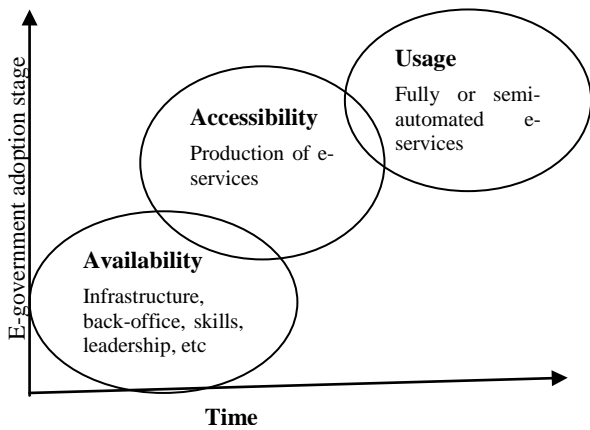 E-government adoption stage
Usage
Fully or semi-
automated e-
services
Accessibility
Production of e-
services
Availability
Infrastructure,
back-office, skills,
leadership, etc
Time